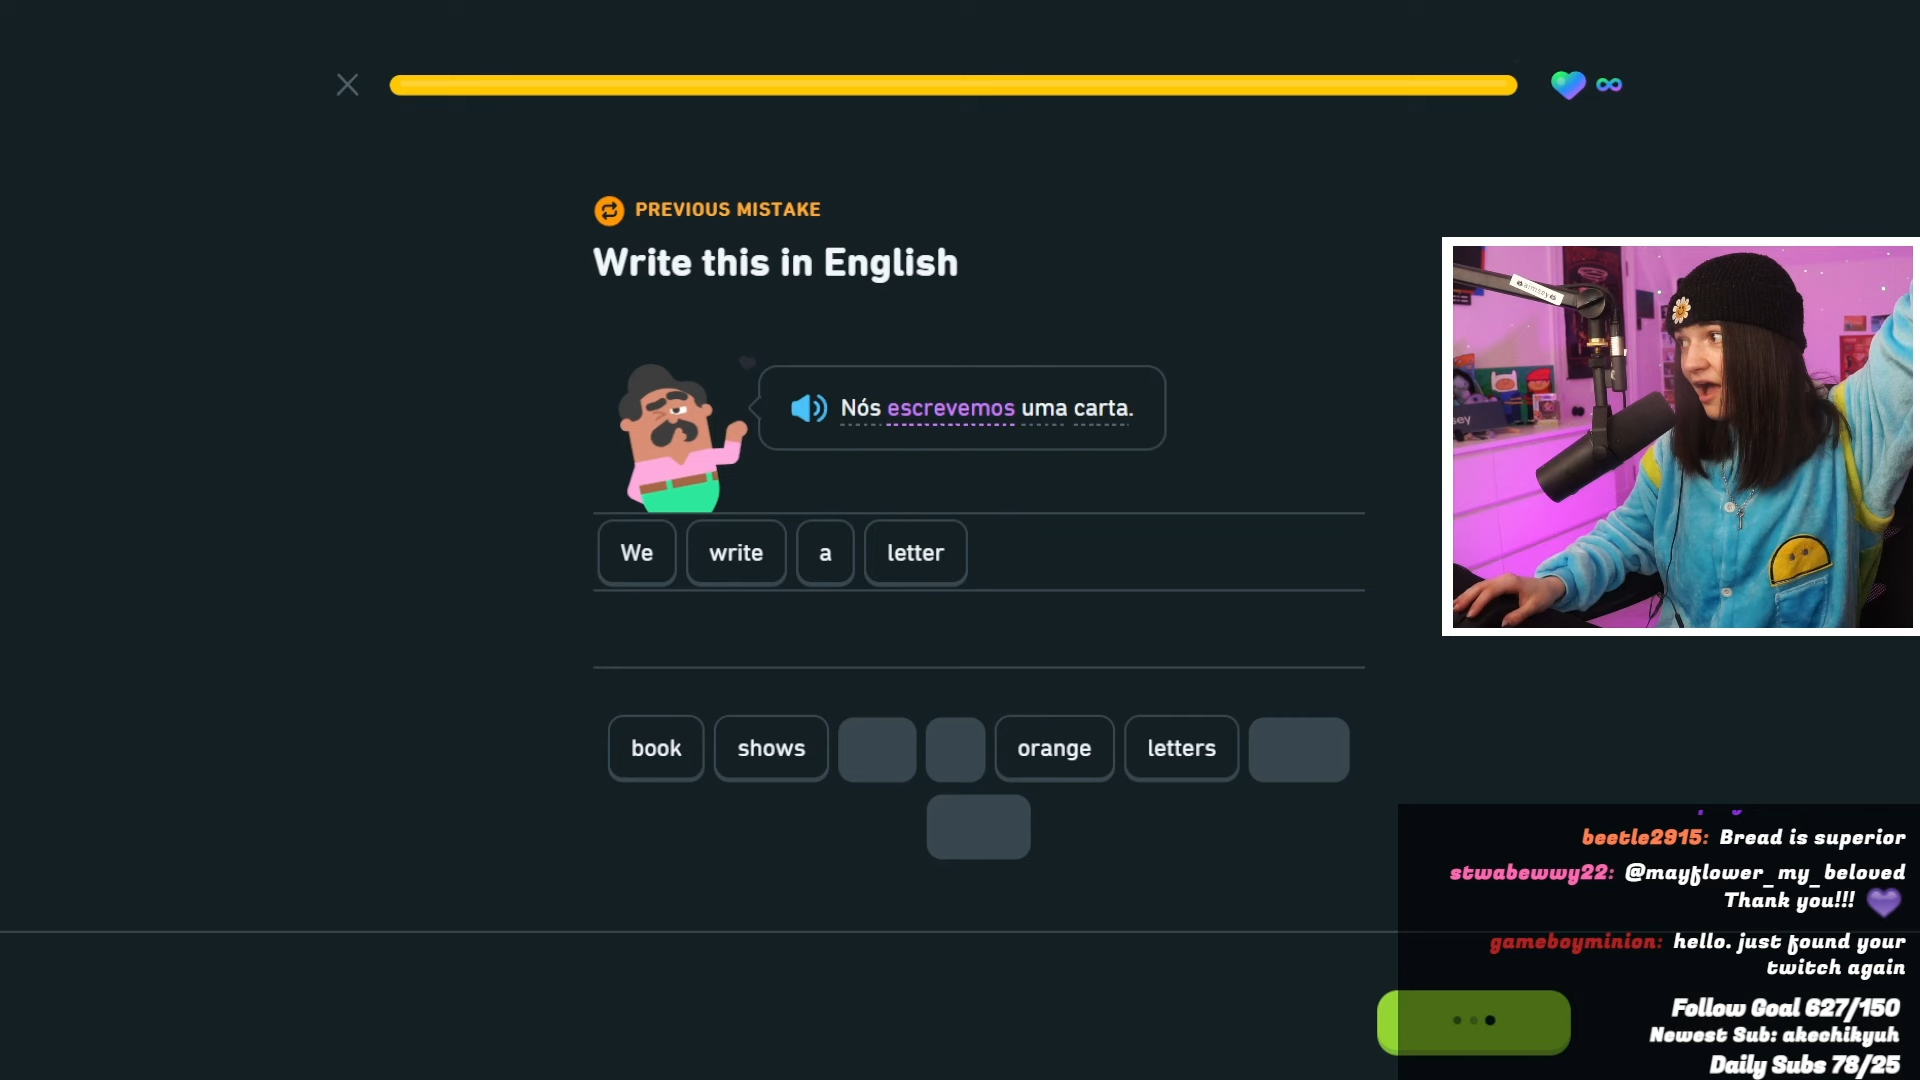 PREVIOUS MISTAKE
Write this in English
Nós escrevemos uma carta.
We write a letter
book shows orange letters
beetle2915: Bread is superior
stwabewwy22: @mayflower_my_beloved
Thank you!!!
gameboyminion: hello. just found your
twitch again
Follow Goal 627/150
Newest Sub: akechikyuh
Daily Subs 78/25
aimsey
sey